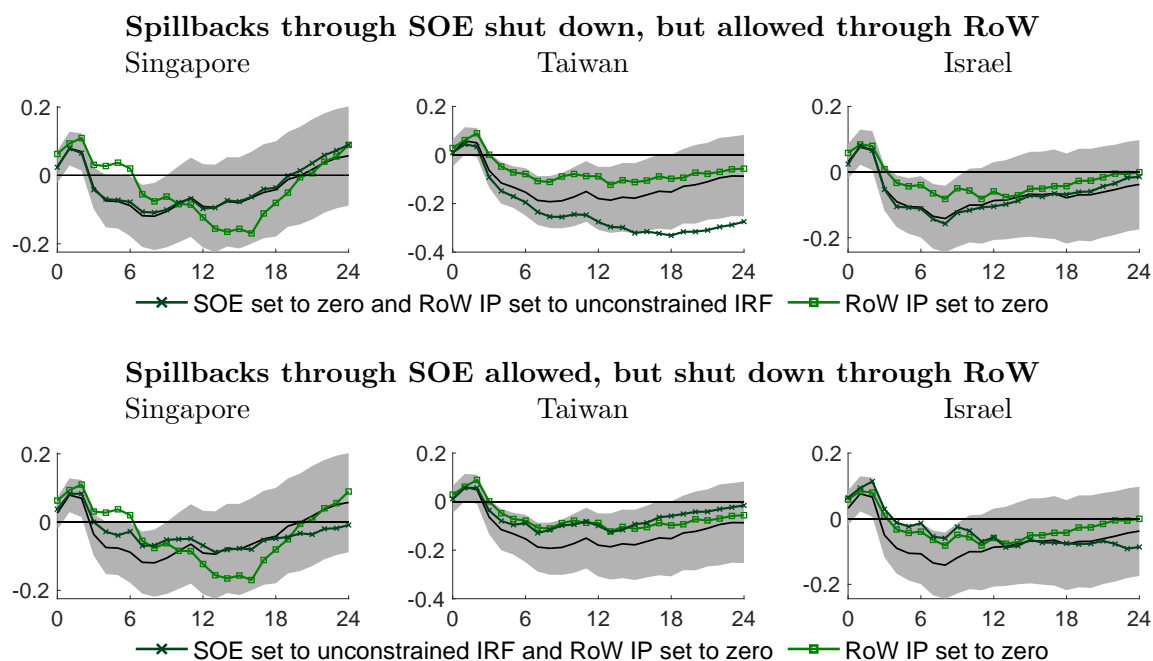 Spillbacks through SOE shut down, but allowed through RoW
Singapore Taiwan Israel
0.2 0.2 0.2
0 0 0
-0.2 -0.2 -0.2
-0.4
0 6 12 18 24 0 6 12 18 24 0 6 12 18 24
SOE set to zero and RoW IP set to unconstrained IRF RoW IP set to zero
Spillbacks through SOE allowed, but shut down through RoW
Singapore Taiwan Israel
0.2 0.2 0.2
0 0 0
-0.2 -0.2 -0.2
-0.4
0 6 12 18 24 0 6 12 18 24 0 6 12 18 24
SOE set to unconstrained IRF and RoW IP set to zero RoW IP set to zero